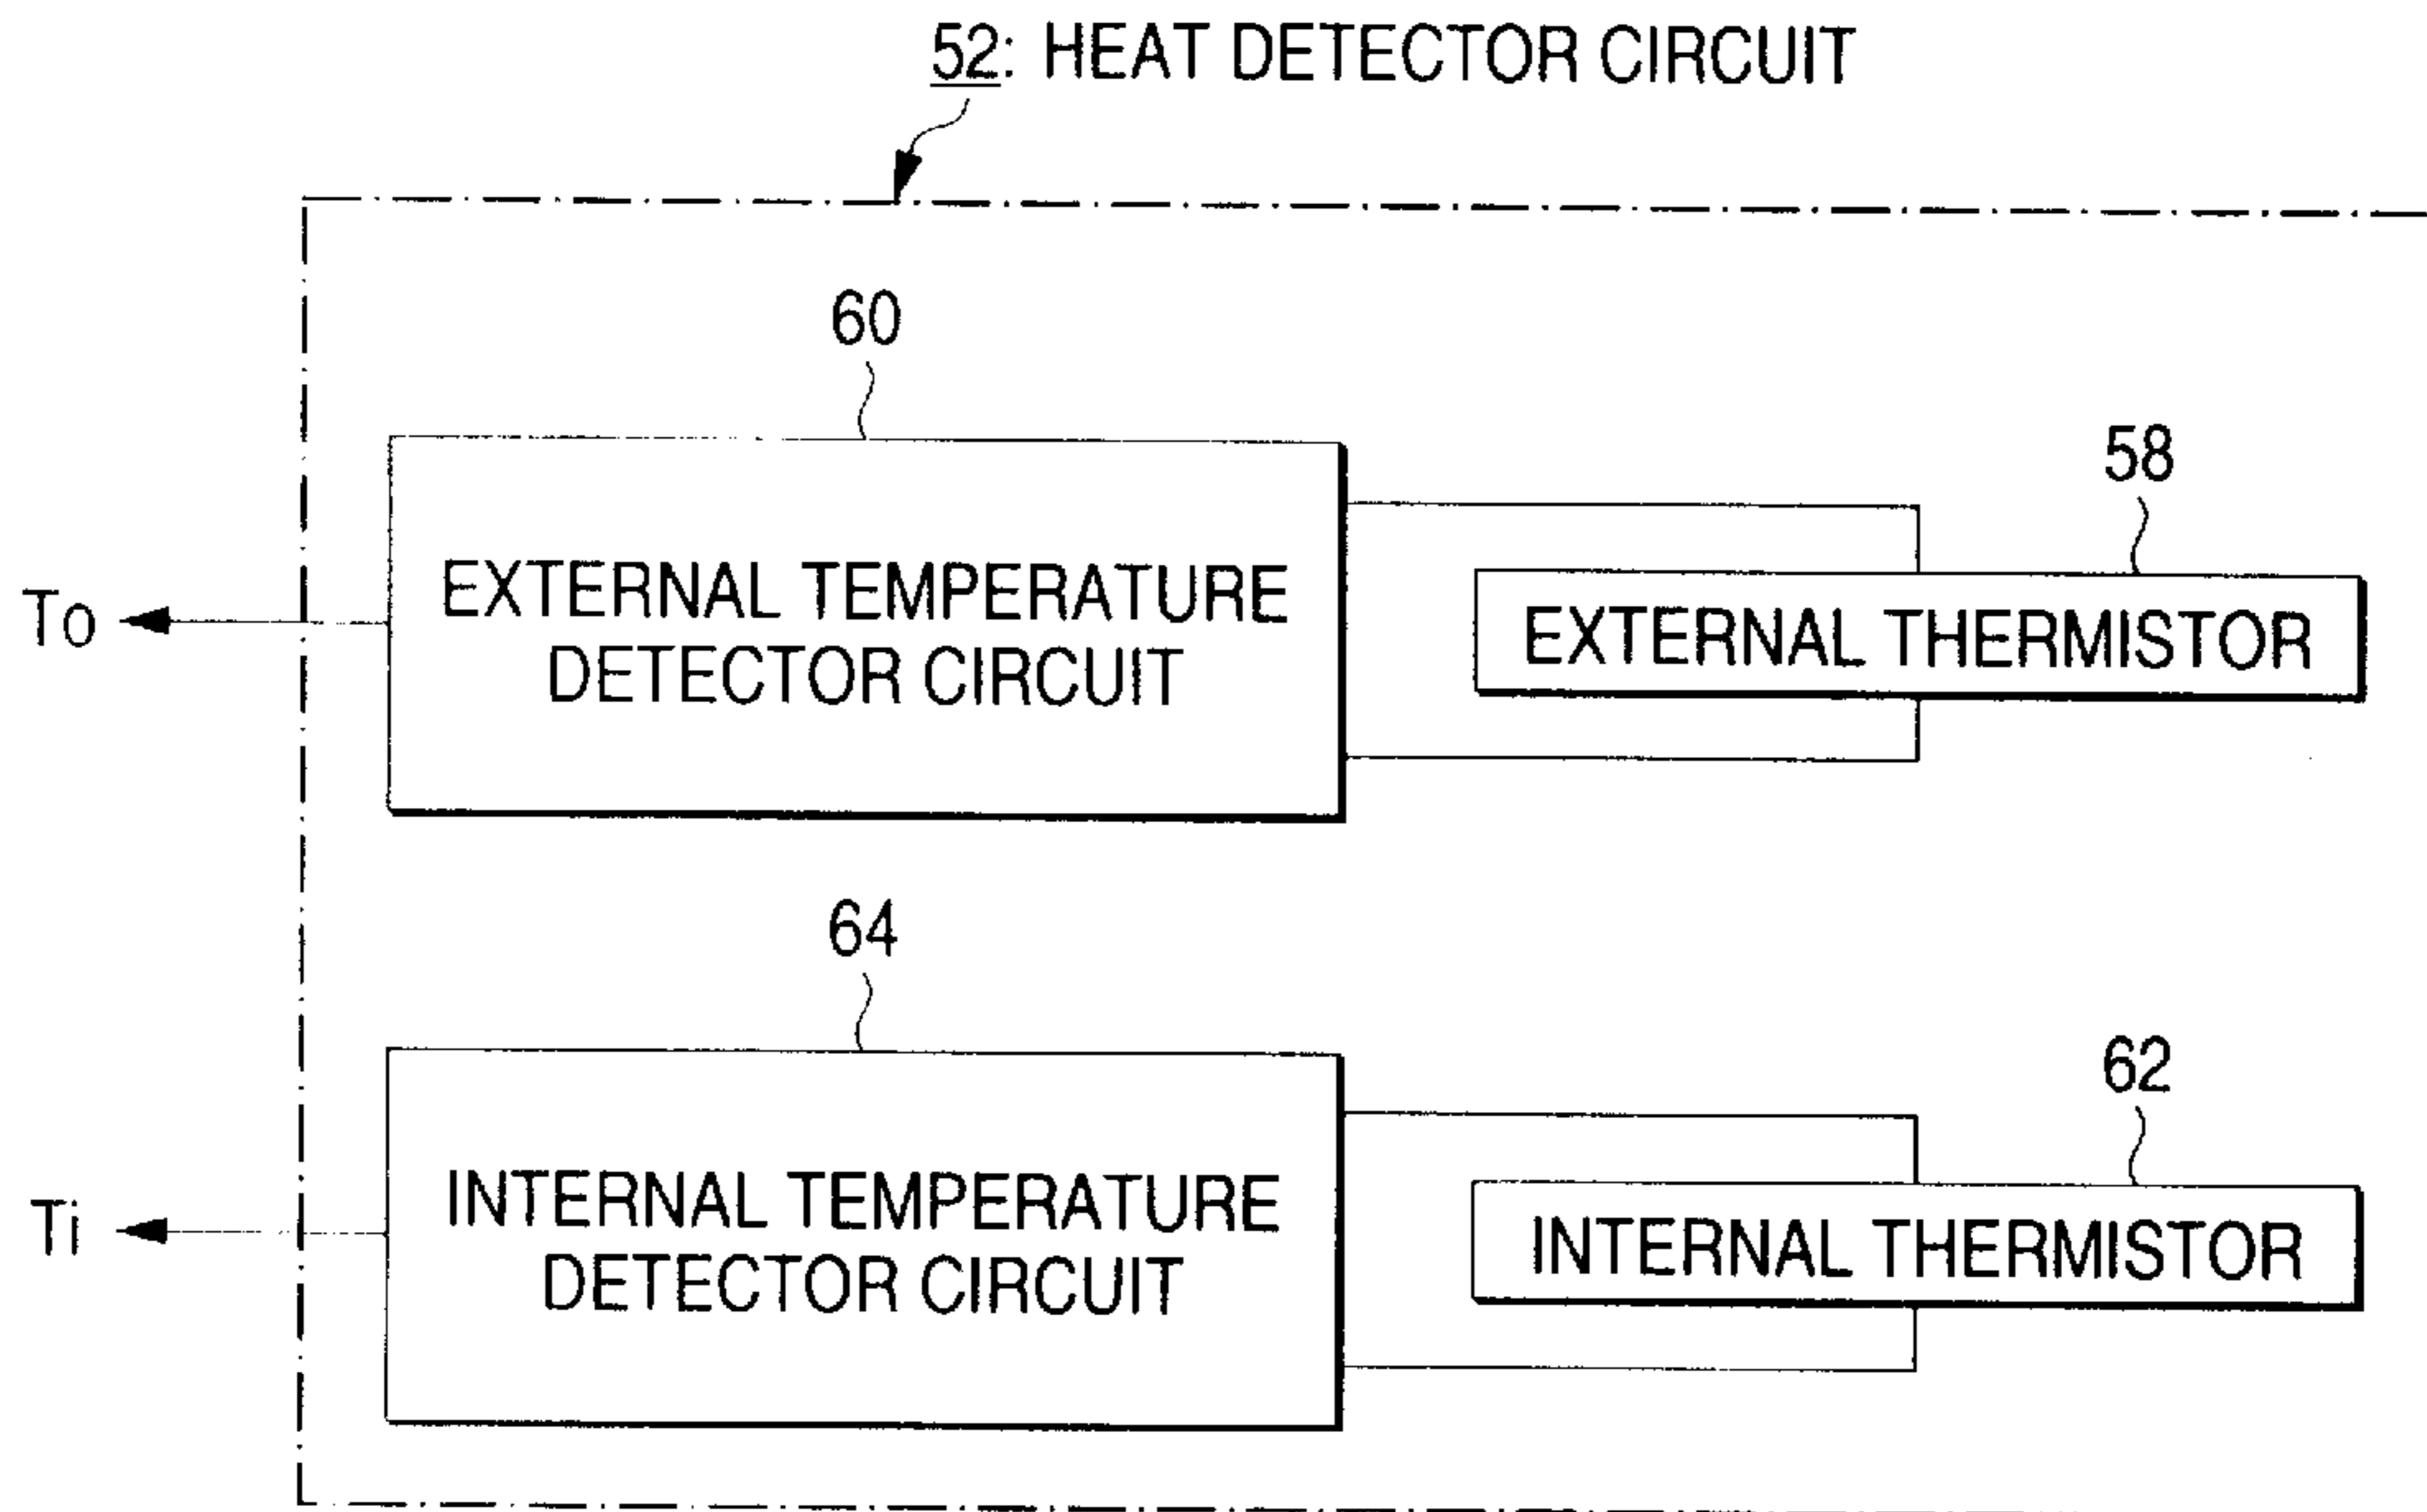 52: HEAT DETECTOR CIRCUIT
60
58
EXTERNAL TEMPERATURE
DETECTOR CIRCUIT
EXTERNAL THERMISTOR
To
64
62
INTERNAL TEMPERATURE
DETECTOR CIRCUIT
INTERNAL THERMISTOR
Ti